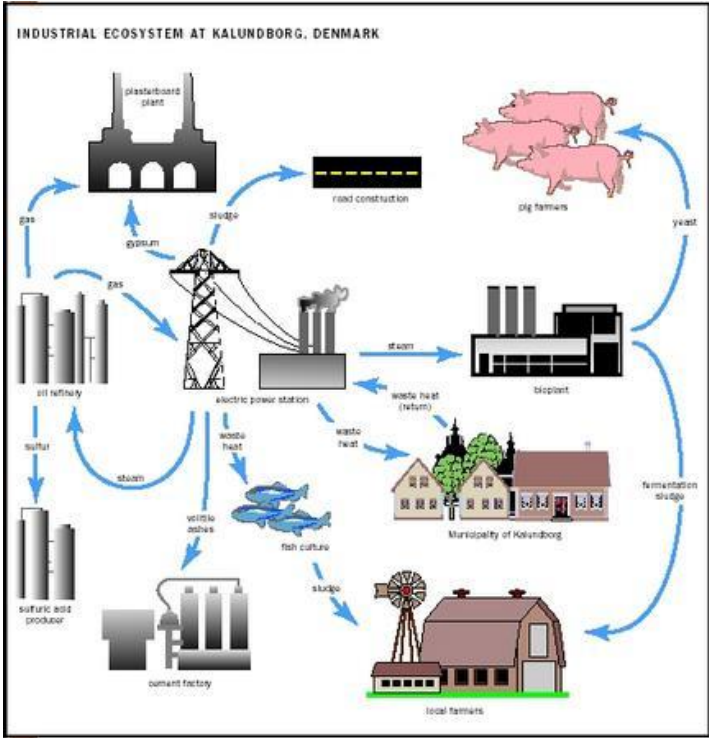 INDUSTRIAL ECOSYSTEM AT KALUNDBORG, DENMARK
plasterboard
plant
road construction
pig farmers
gas
sludge
gypsum
yeast
gas
oil refinery
electric power station
steam
bioplant
waste heat
(return)
sulfur
steam
waste
heat
waste
heat
volitile
ashes
fish culture
Municipality of Kalundborg
fermentation
sludge
sludge
sulfuric acid
producer
cement factory
local farmers